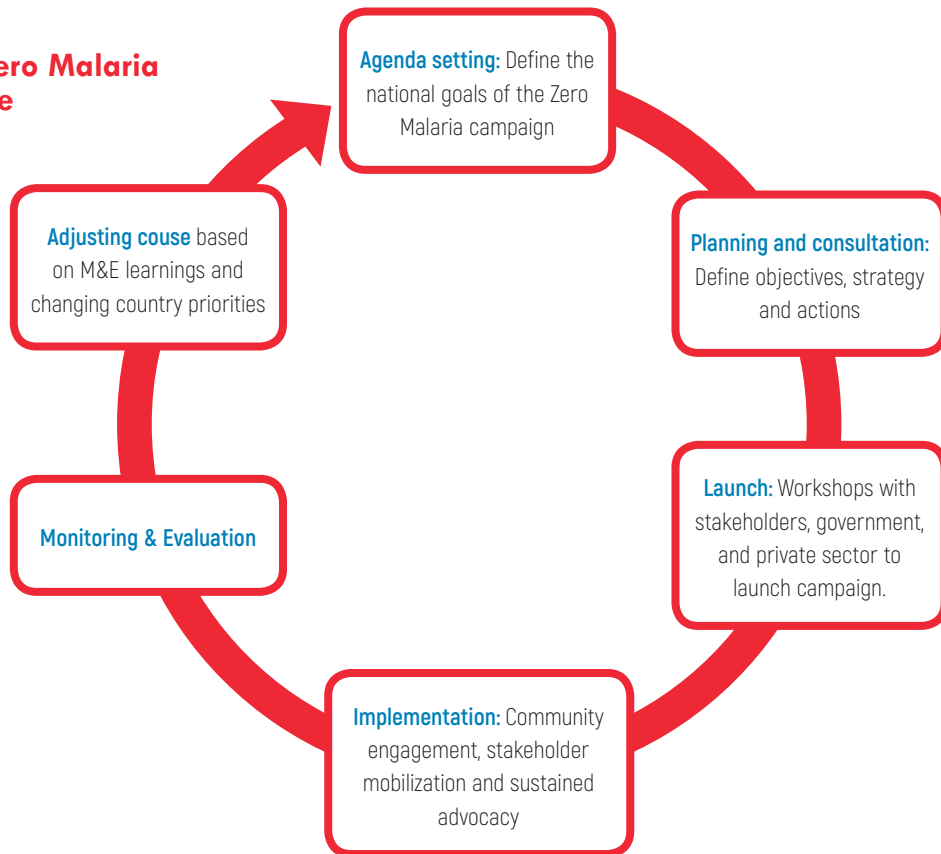 ero Malaria
e
Agenda setting: Define the
national goals of the Zero
Malaria campaign
Planning and consultation:
Define objectives, strategy
and actions
Launch: Workshops with
stakeholders, government,
and private sector to
launch campaign.
Implementation: Community
engagement, stakeholder
mobilization and sustained
advocacy
Monitoring & Evaluation
Adjusting couse based
on M&E learnings and
changing country priorities